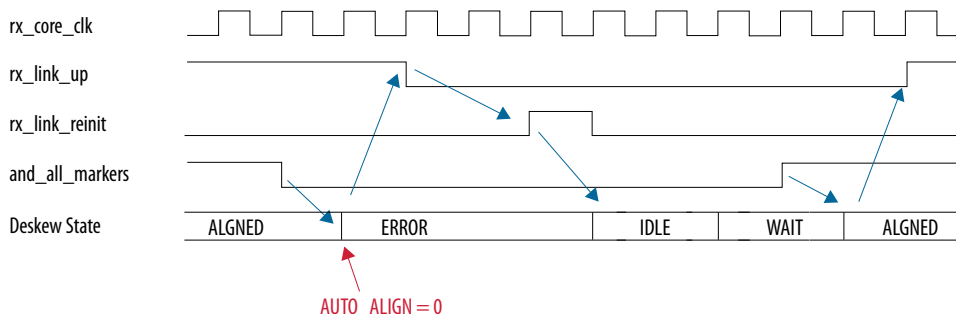 rx_core_clk
rx_link_up
rx_link_reinit
and_all_markers
Deskew State ALGNED ERROR IDLE WAIT ALGNED
AUTO ALIGN = 0